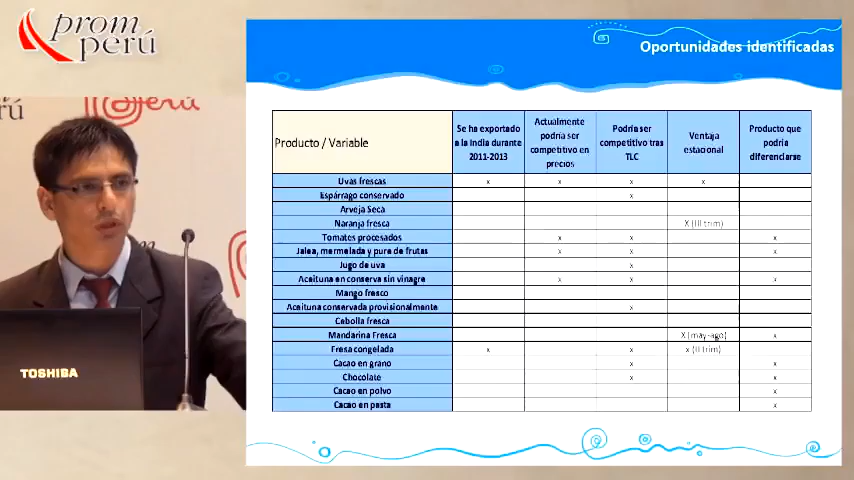 prom
perú
Perú
rú
Oportunidades identificadas
Producto / Variable
Se ha exportado
a la India durante
2011-2013
Actualmente
podría ser
competitivo en
precios
Podría ser
competitivo tras
TLC
Ventaja
estacional
Producto que
podría
diferenciarse
Uvas frescas x x x x
Espárrago conservado x
Arveja Seca
Naranja fresca X (III trim)
Tomates procesados x x x
Jalea, mermelada y pure de frutas x x x
Jugo de uva x
Aceituna en conserva sin vinagre x x x
Mango fresco
Aceituna conservada provisionalmente x
Cebolla fresca
Mandarina Fresca X (may-ago) x
Fresa congelada x x x (II trim)
Cacao en grano x x
Chocolate x x
Cacao en polvo x
Cacao en pasta x
TOSHIBA